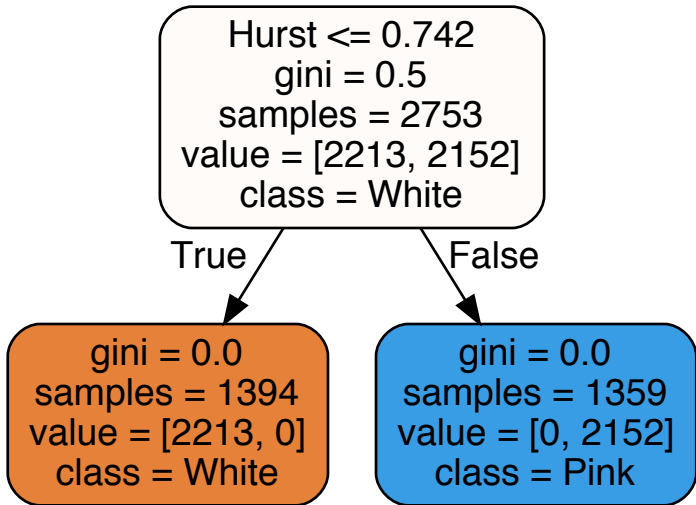 Hurst <= 0.742
gini = 0.5
samples = 2753
value = [2213, 2152]
class = White
True
False
gini = 0.0
samples = 1394
value = [2213, 0]
class = White
gini = 0.0
samples = 1359
value = [0, 2152]
class = Pink